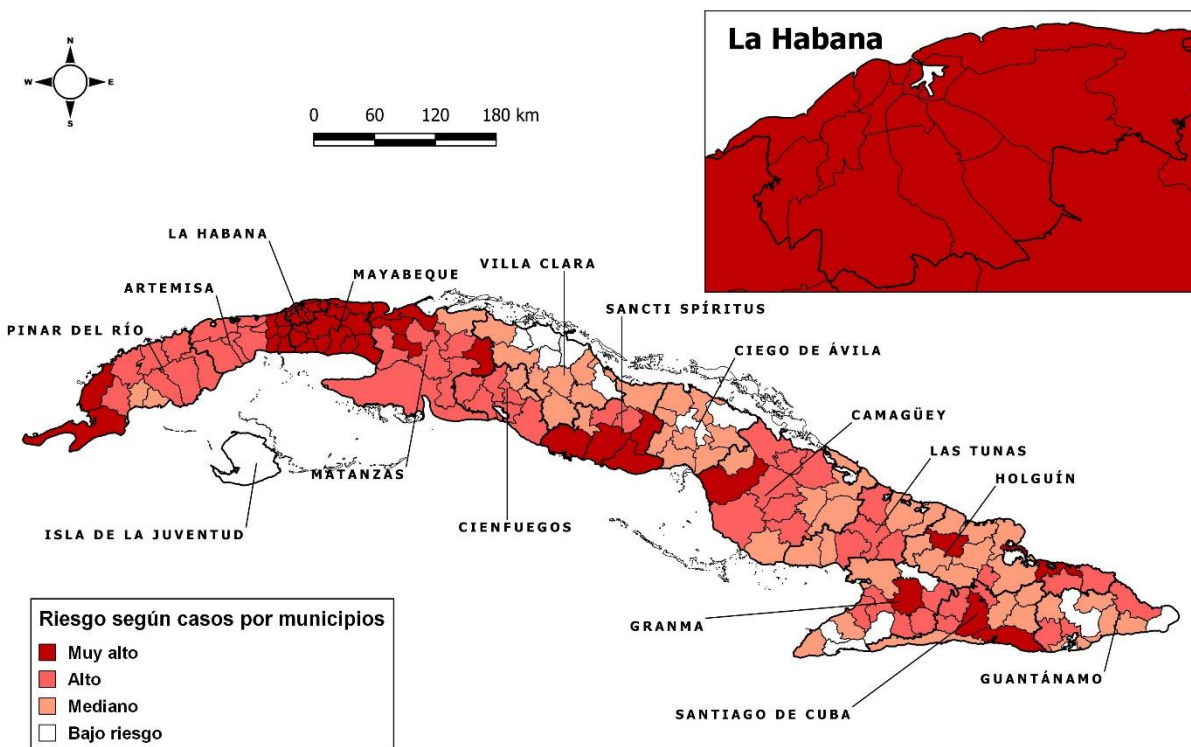 N
W E
S
0 60 120 180 km
La Habana
LA HABANA
ARTEMISA
PINAR DEL RÍO
MAYABEQUE
VILLA CLARA
SANCTI SPÍRITUS
CIEGO DE ÁVILA
CAMAGÜEY
LAS TUNAS
HOLGUÍN
MATANZAS
CIENFUEGOS
ISLA DE LA JUVENTUD
GRANMA
SANTIAGO DE CUBA
GUANTÁNAMO
Riesgo según casos por municipios
Muy alto
Alto
Mediano
Bajo riesgo